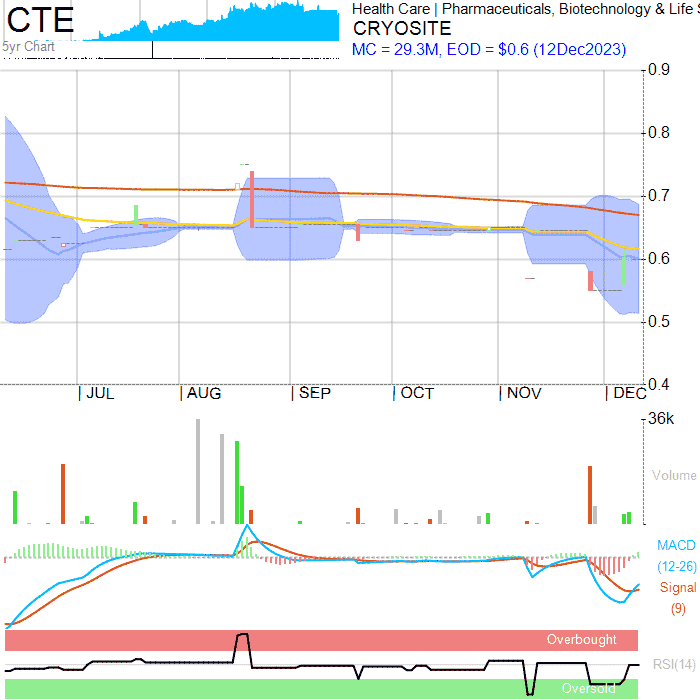 CTE
5yr Chart
Health Care | Pharmaceuticals, Biotechnology & Life S
CRYOSITE
MC = 29.3M, EOD = $0.6 (12Dec2023)
0.9
0.8
0.7
0.6
0.5
0.4
| JUL | AUG | SEP | OCT | NOV | DEC
36k
Volume
MACD
(12-26)
Signal
(9)
Overbought
RSI(14)
Oversold